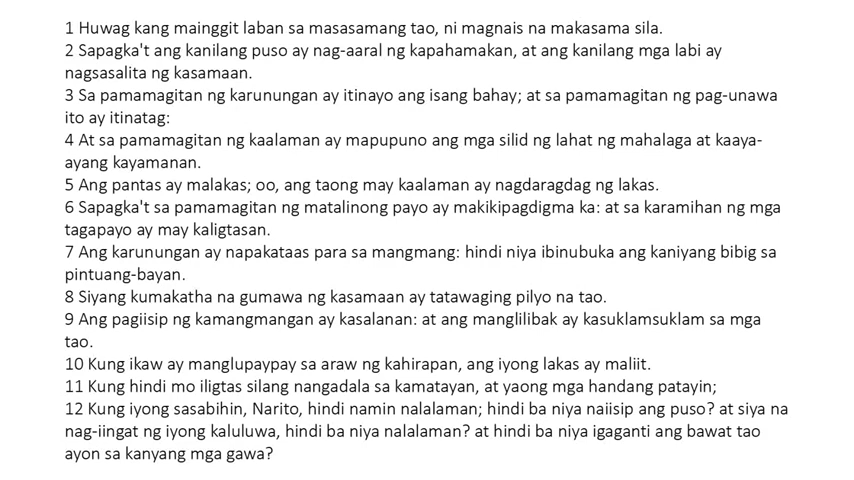 1 Huwag kang mainggit laban sa masasamang tao, ni magnais na makasama sila.
2 Sapagka't ang kanilang puso ay nag-aaral ng kapahamakan, at ang kanilang mga labi ay
nagsasalita ng kasamaan.
3 Sa pamamagitan ng karunungan ay itinayo ang isang bahay; at sa pamamagitan ng pag-unawa
ito ay itinatag:
4 At sa pamamagitan ng kaalaman ay mapupuno ang mga silid ng lahat ng mahalaga at kaaya-
ayang kayamanan.
5 Ang pantas ay malakas; oo, ang taong may kaalaman ay nagdaragdag ng lakas.
6 Sapagka't sa pamamagitan ng matalinong payo ay makikipagdigma ka: at sa karamihan ng mga
tagapayo ay may kaligtasan.
7 Ang karunungan ay napakataas para sa mangmang: hindi niya ibinubuka ang kaniyang bibig sa
pintuang-bayan.
8 Siyang kumakatha na gumawa ng kasamaan ay tatawaging pilyo na tao.
9 Ang pagiisip ng kamangmangan ay kasalanan: at ang manglilibak ay kasuklamsuklam sa mga
tao.
10 Kung ikaw ay manglupaypay sa araw ng kahirapan, ang iyong lakas ay maliit.
11 Kung hindi mo iligtas silang nangadala sa kamatayan, at yaong mga handang patayin;
12 Kung iyong sasabihin, Narito, hindi namin nalalaman; hindi ba niya naiisip ang puso? at siya na
nag-iingat ng iyong kaluluwa, hindi ba niya nalalaman? at hindi ba niya igaganti ang bawat tao
ayon sa kanyang mga gawa?